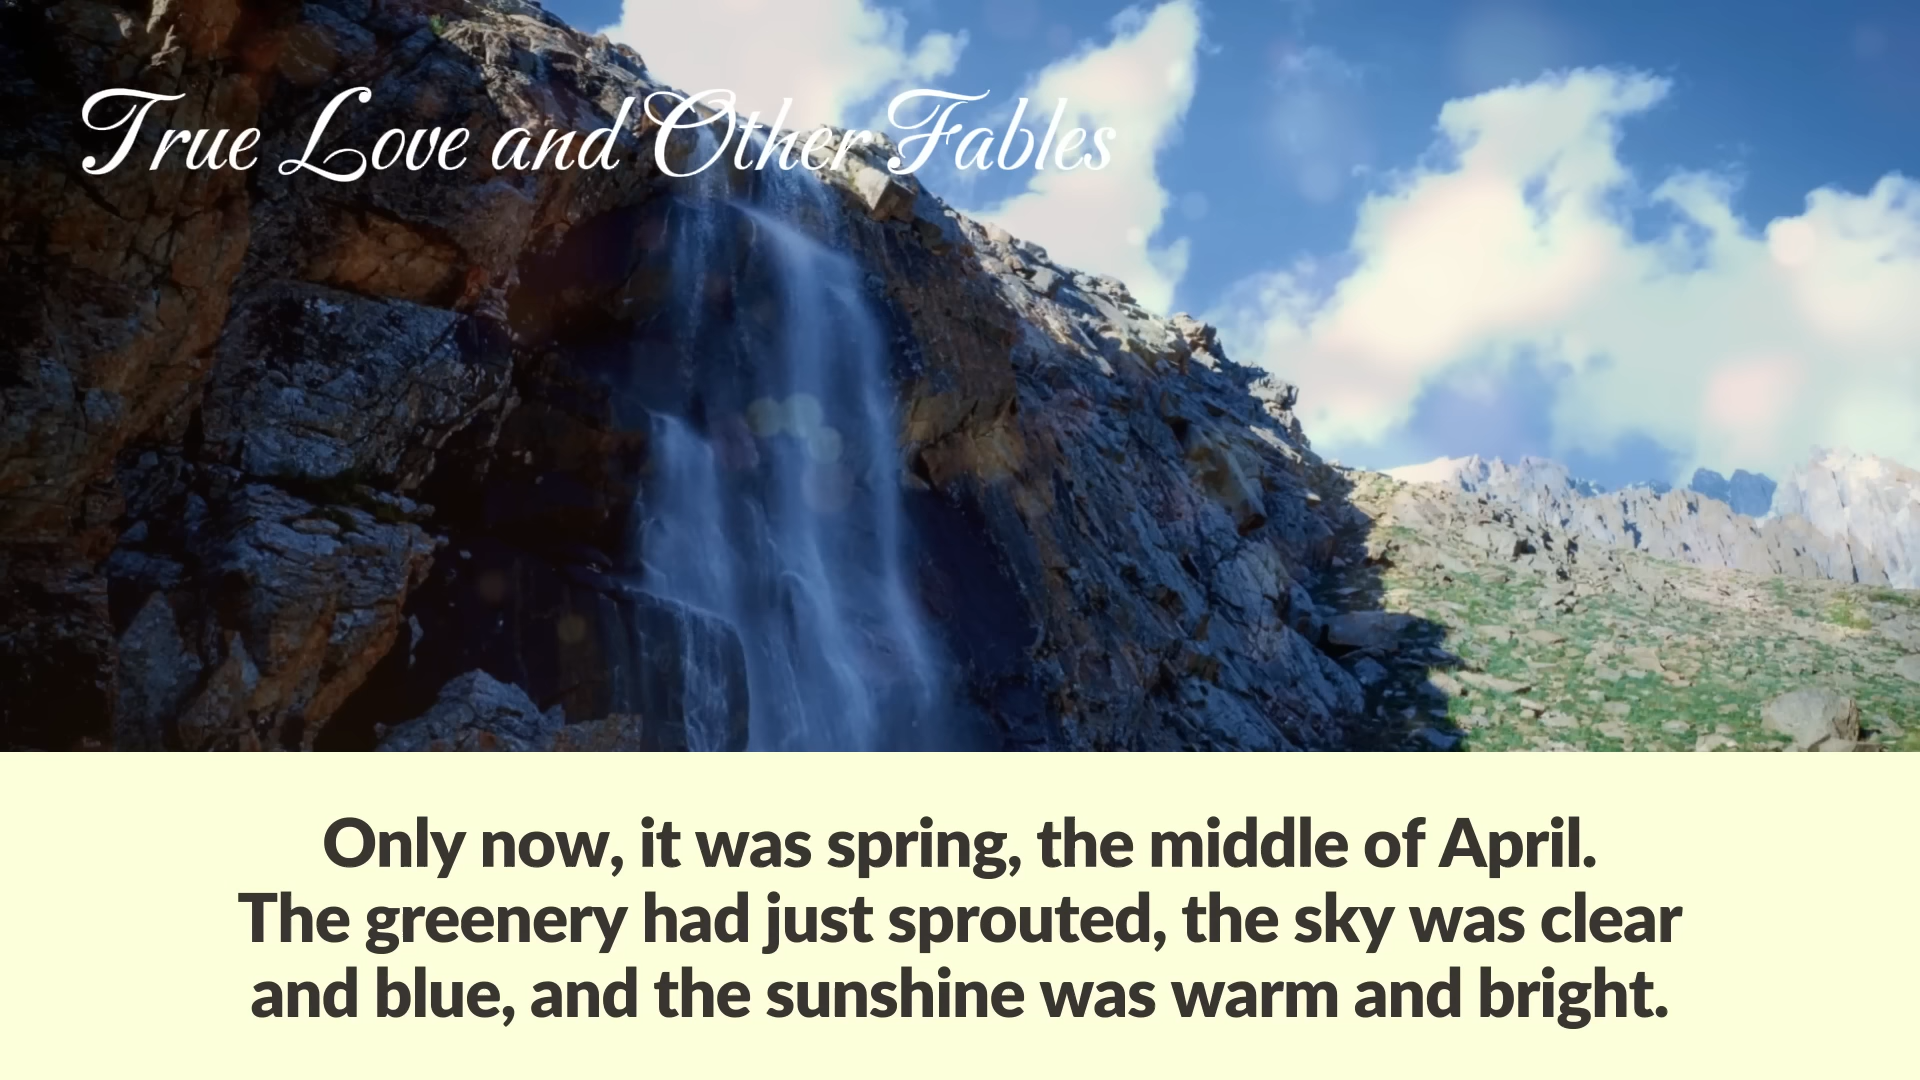 True Love and Other Fables
Only now, it was spring, the middle of April.
The greenery had just sprouted, the sky was clear
and blue, and the sunshine was warm and bright.